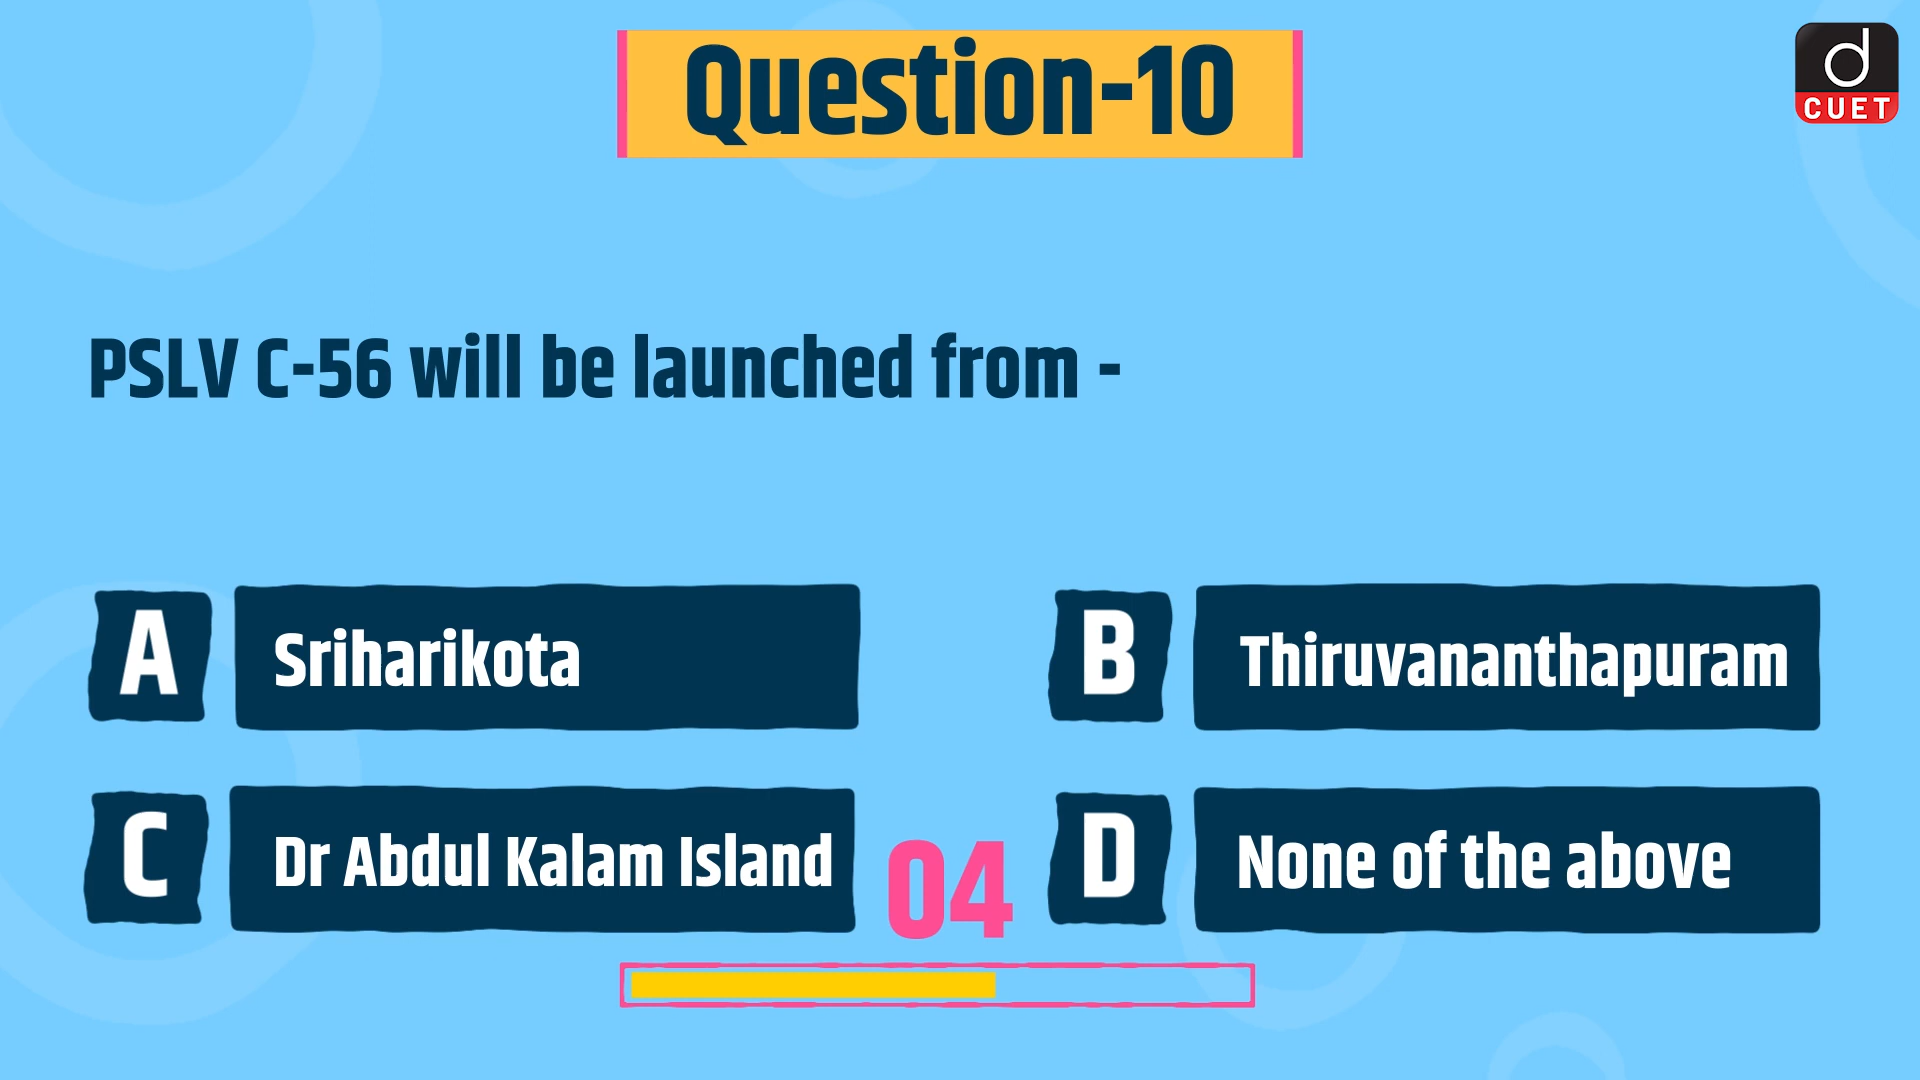 Question-10
d
CUET
PSLV C-56 will be launched from -
A Sriharikota
B Thiruvananthapuram
C Dr Abdul Kalam Island
D None of the above
04